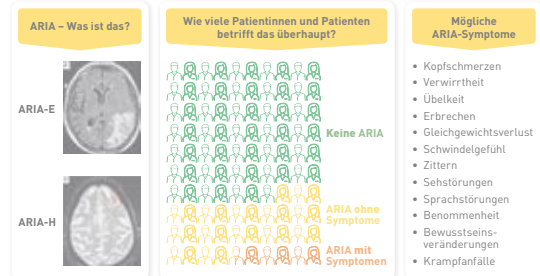 ARIA – Was ist das?
ARIA-E
ARIA-H
Wie viele Patientinnen und Patienten
betrifft das überhaupt?
Keine ARIA
ARIA ohne
Symptome
ARIA mit
Symptomen
Mögliche
ARIA-Symptome
• Kopfschmerzen
• Verwirrtheit
• Übelkeit
• Erbrechen
• Gleichgewichtsverlust
• Schwindelgefühl
• Zittern
• Sehstörungen
• Sprachstörungen
• Benommenheit
• Bewusstseins-
veränderungen
• Krampfanfälle